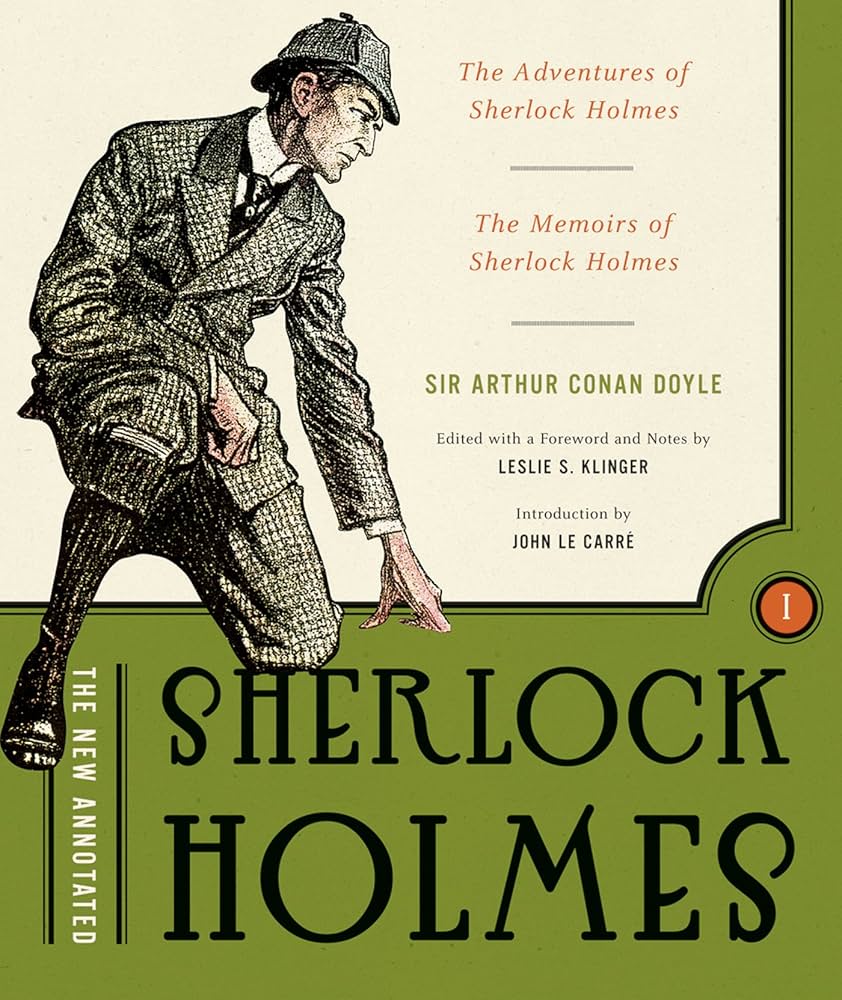 The Adventures of
Sherlock Holmes
The Memoirs of
Sherlock Holmes
SIR ARTHUR CONAN DOYLE
Edited with a Foreword and Notes by
LESLIE S. KLINGER
Introduction by
JOHN LE CARRÉ
I
THE NEW ANNOTATED
SHERLOCK
HOLMES